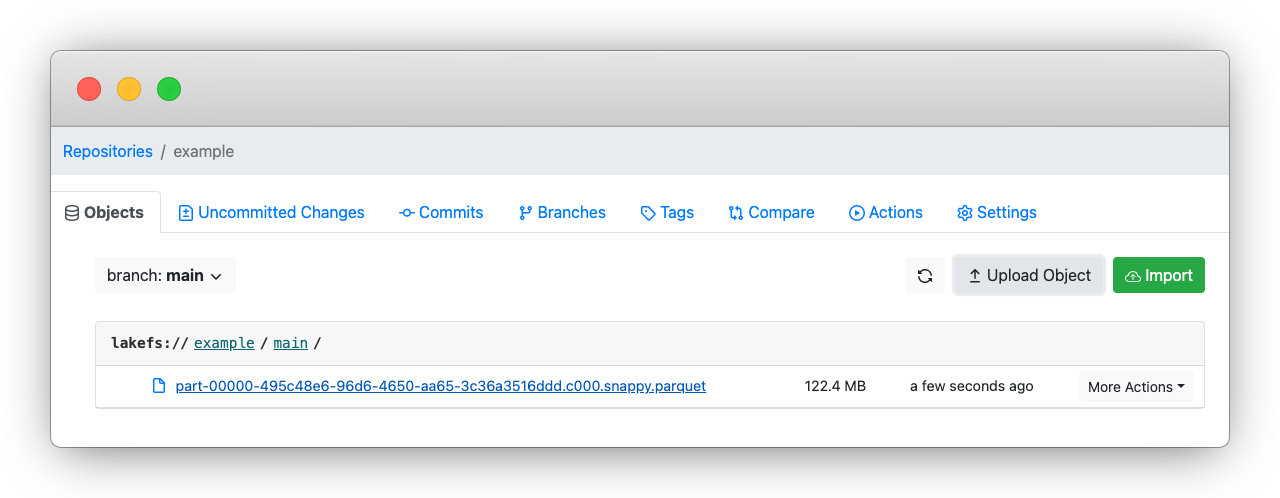 Repositories / example
Objects Uncommitted Changes Commits Branches Tags Compare Actions Settings
branch: main Upload Object Import
lakefs:// example / main /
part-00000-495c48e6-96d6-4650-aa65-3c36a3516ddd.c000.snappy.parquet 122.4 MB a few seconds ago More Actions